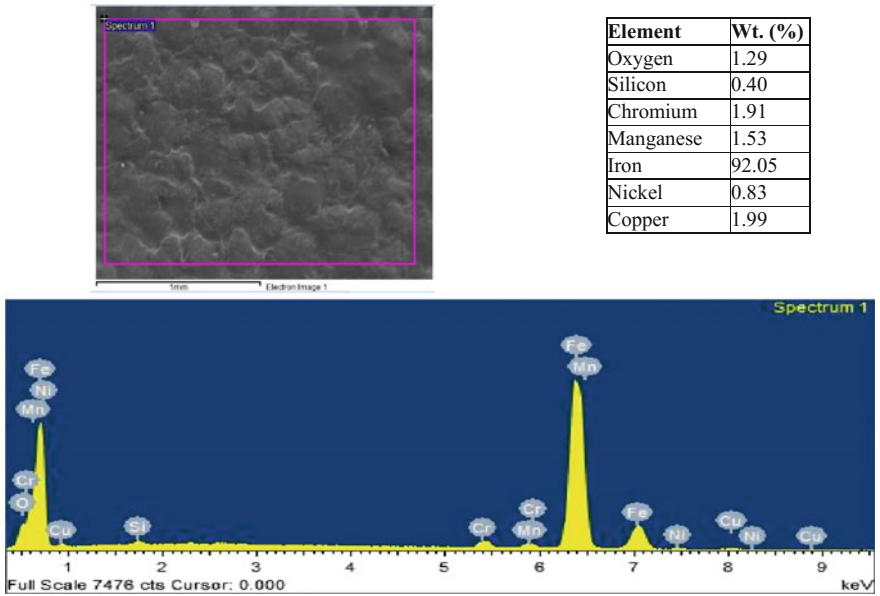 Spectrum 1
1mm
Electron Image 1
Element Wt. (%)
Oxygen 1.29
Silicon 0.40
Chromium 1.91
Manganese 1.53
Iron 92.05
Nickel 0.83
Copper 1.99
Spectrum 1
Fe
Fe
Mn
Ni
Mn
Cr
O
Cu
Si
Cr
Cr
Mn
Fe
Ni
Cu
Ni
Cu
1 2 3 4 5 6 7 8 9
Full Scale 7476 cts Cursor: 0.000 keV